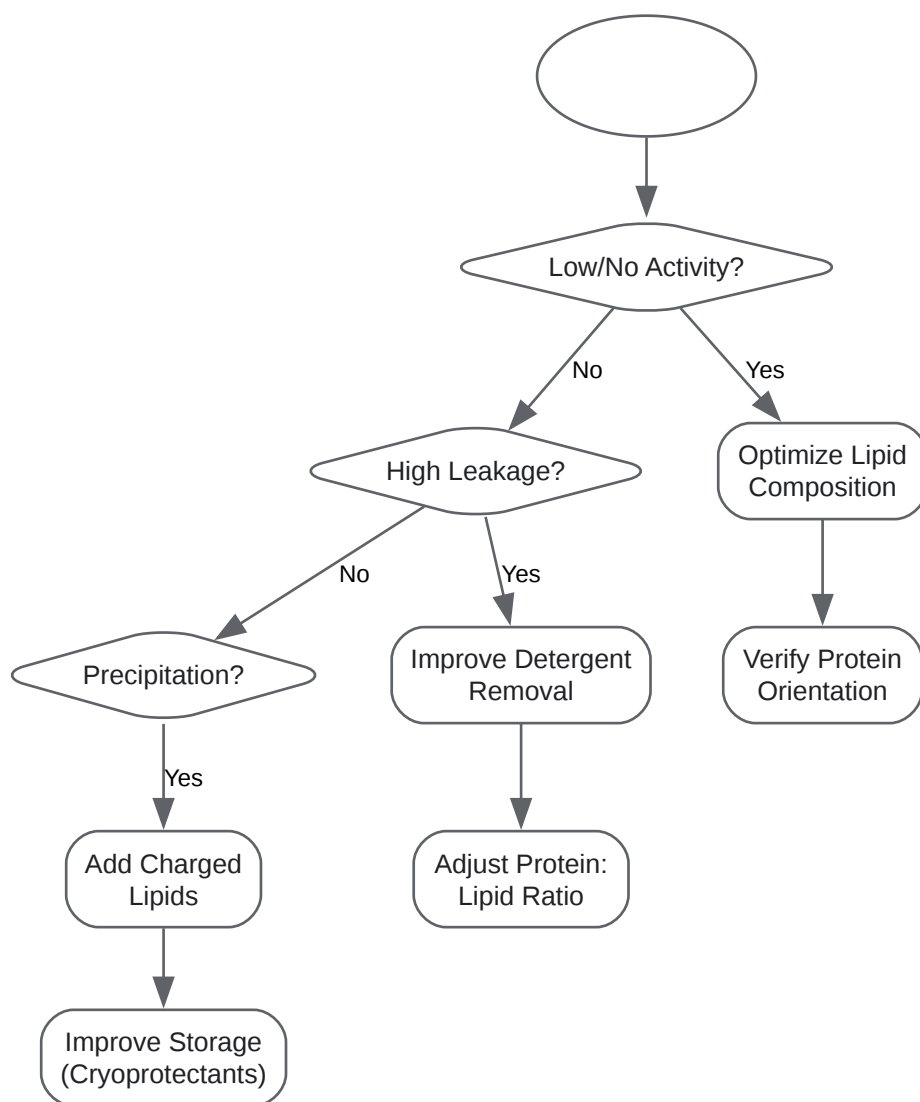 Low/No Activity?
No
Yes
High Leakage?
Optimize Lipid
Composition
No
Yes
Precipitation?
Improve Detergent
Removal
Verify Protein
Orientation
Yes
Add Charged
Lipids
Adjust Protein:
Lipid Ratio
Improve Storage
(Cryoprotectants)